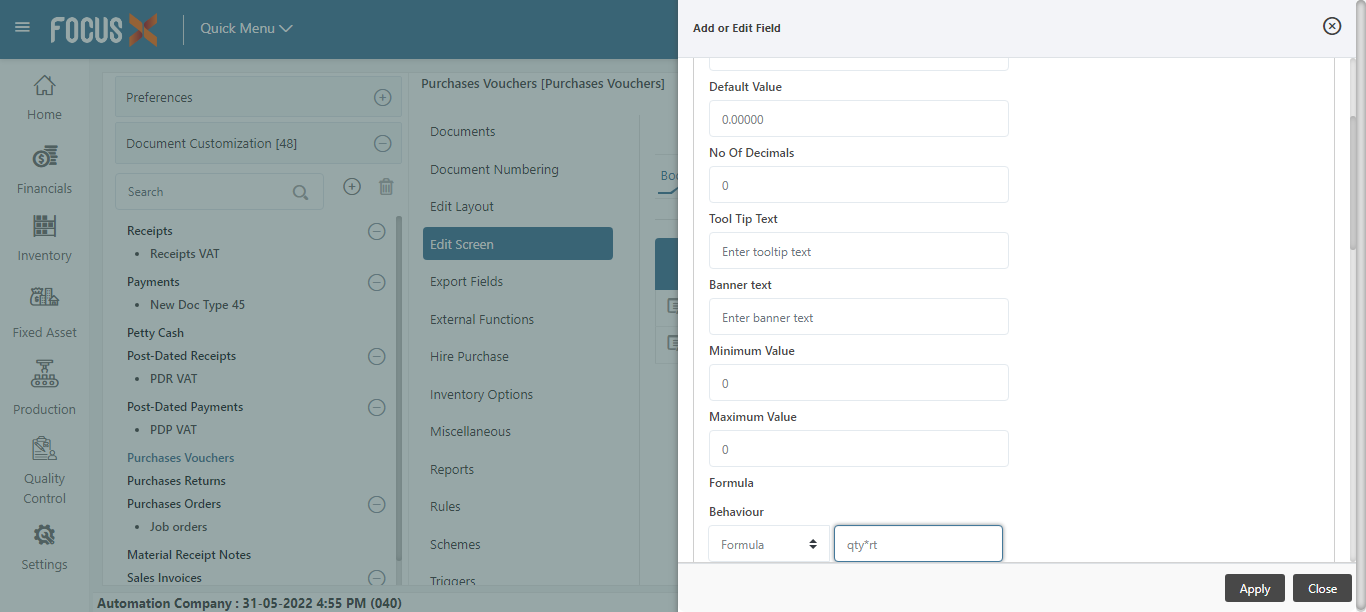 FOCUS X
Quick Menu
Home
Financials
Inventory
Fixed Asset
Production
Quality
Control
Settings
Preferences
Document Customization [48]
Search
Receipts
• Receipts VAT
Payments
• New Doc Type 45
Petty Cash
Post-Dated Receipts
• PDR VAT
Post-Dated Payments
• PDP VAT
Purchases Vouchers
Purchases Returns
Purchases Orders
• Job orders
Material Receipt Notes
Sales Invoices
Purchases Vouchers [Purchases Vouchers]
Documents
Document Numbering
Edit Layout
Edit Screen
Export Fields
External Functions
Hire Purchase
Inventory Options
Miscellaneous
Reports
Rules
Schemes
Triggers
Add or Edit Field
Default Value
0.00000
No Of Decimals
0
Tool Tip Text
Enter tooltip text
Banner text
Enter banner text
Minimum Value
0
Maximum Value
0
Formula
Behaviour
Formula qty*rt
Apply Close
Automation Company : 31-05-2022 4:55 PM (040)